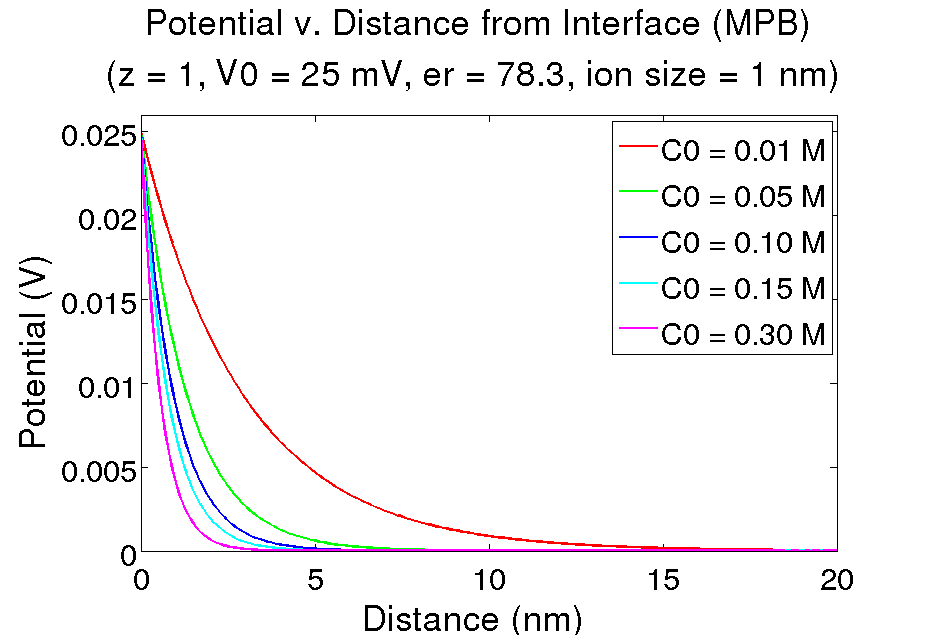 Potential v. Distance from Interface (MPB)
(z = 1, V0 = 25 mV, er = 78.3, ion size = 1 nm)
0.025
0.02
0.015
0.01
0.005
0
Potential (V)
C0 = 0.01 M
C0 = 0.05 M
C0 = 0.10 M
C0 = 0.15 M
C0 = 0.30 M
0 5 10 15 20
Distance (nm)